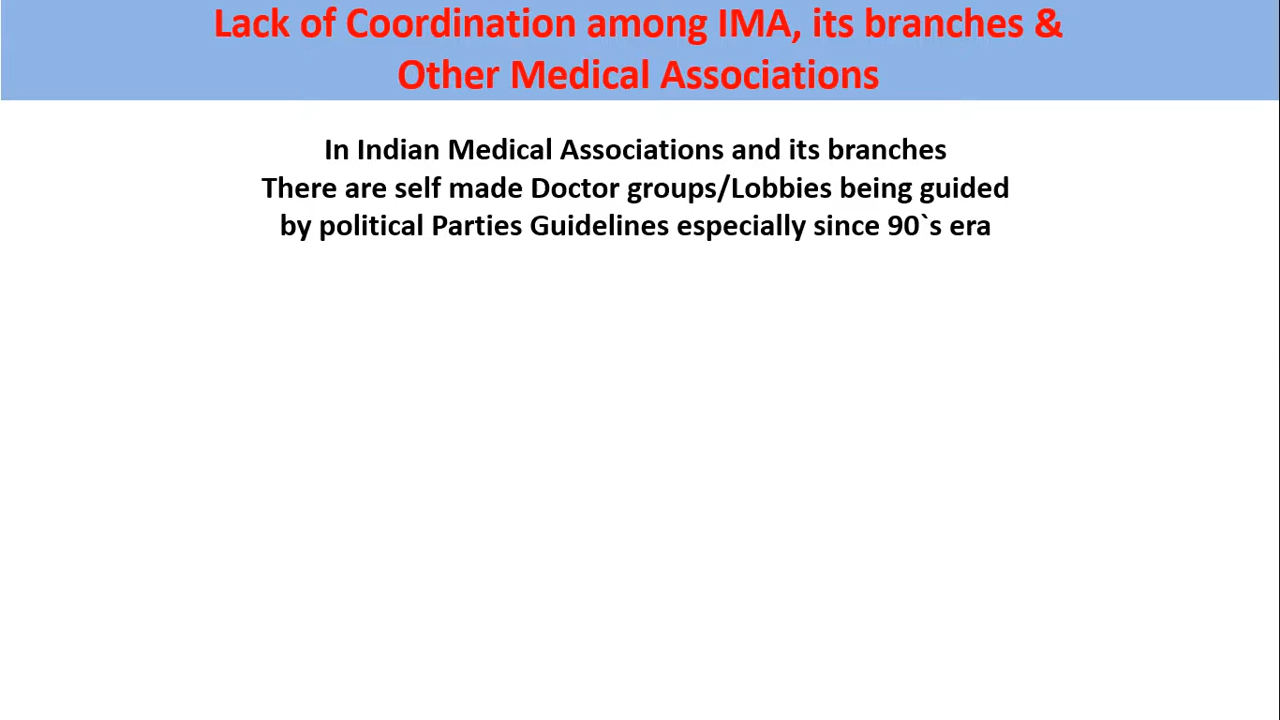 Lack of Coordination among IMA, its branches &
Other Medical Associations
In Indian Medical Associations and its branches
There are self made Doctor groups/Lobbies being guided
by political Parties Guidelines especially since 90`s era